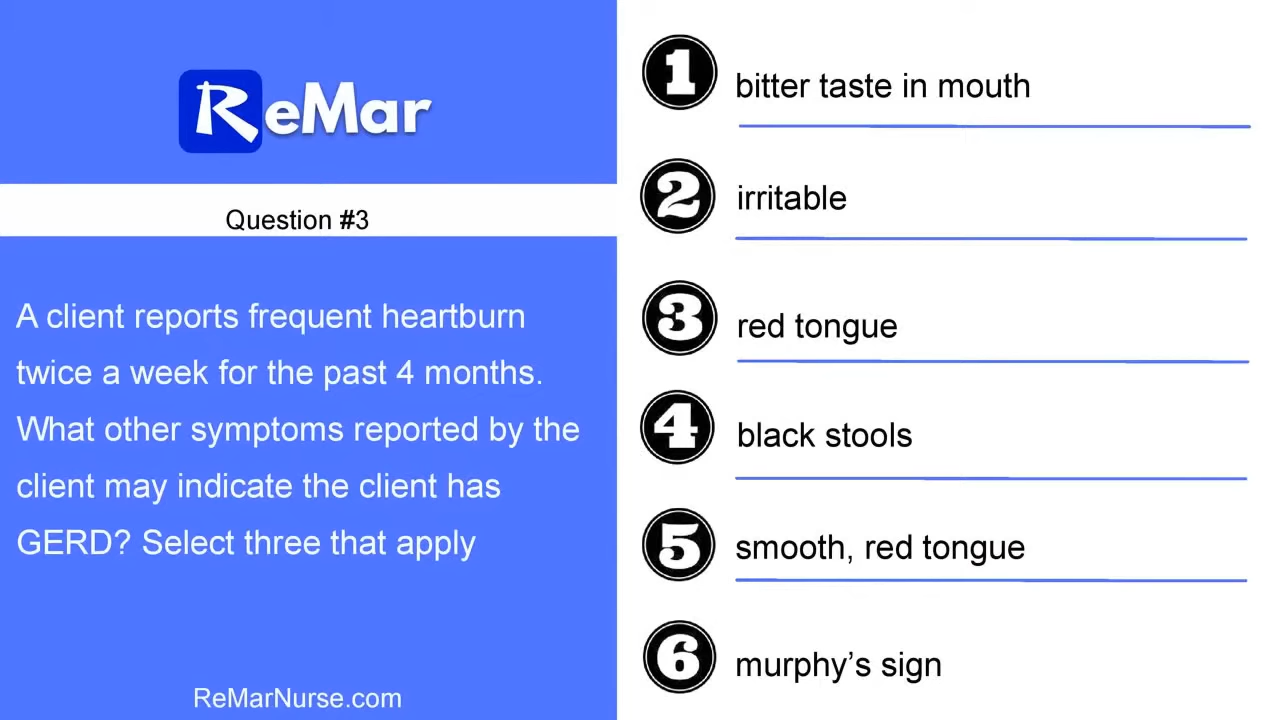 ReMar
Question #3
A client reports frequent heartburn
twice a week for the past 4 months.
What other symptoms reported by the
client may indicate the client has
GERD? Select three that apply
ReMarNurse.com
1 bitter taste in mouth
2 irritable
3 red tongue
4 black stools
5 smooth, red tongue
6 murphy’s sign